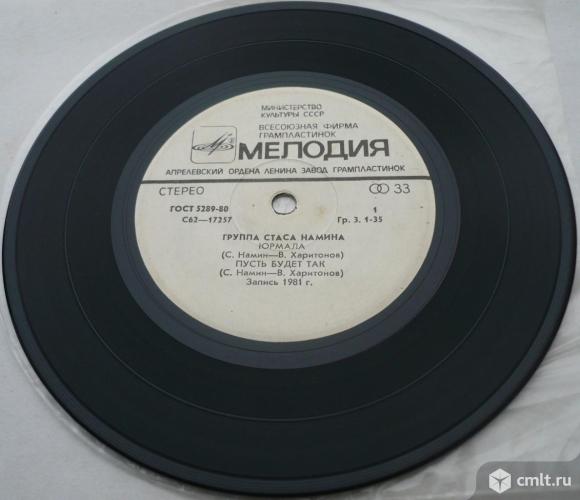 МИНИСТЕРСТВО
КУЛЬТУРЫ СССР
ВСЕСОЮЗНАЯ ФИРМА
ГРАМПЛАСТИНОК
МЕЛОДИЯ
АПРЕЛЕВСКИЙ ОРДЕНА ЛЕНИНА ЗАВОД ГРАМПЛАСТИНОК
СТЕРЕО 33
ГОСТ 5289-80 1
С62—17257 Гр. 3. 1-35
ГРУППА СТАСА НАМИНА
ЮРМАЛА
(С. Намин—В. Харитонов)
ПУСТЬ БУДЕТ ТАК
(С. Намин—В. Харитонов)
Запись 1981 г.
cmlt.ru